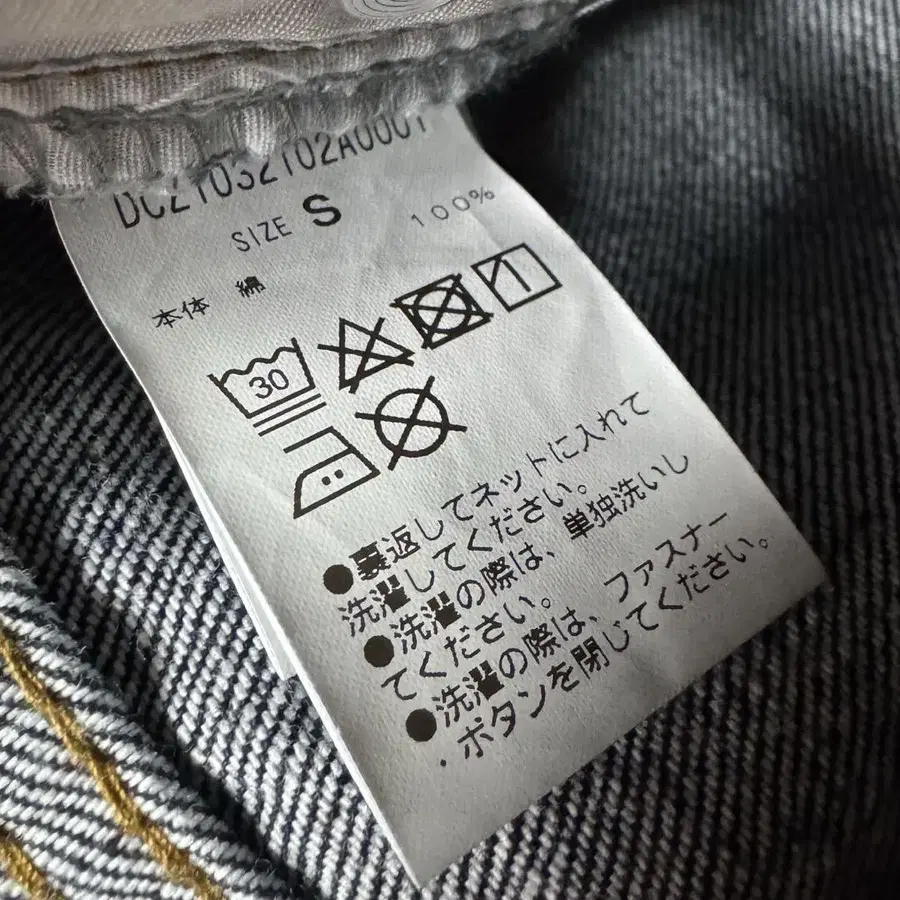 DC21032102A0001
SIZE S
本体 綿 100%
30
●裏返してネットに入れて
洗濯してください。
●洗濯の際は、単独洗いし
てください。
●洗濯の際は、ファスナー
・ボタンを閉じてください。